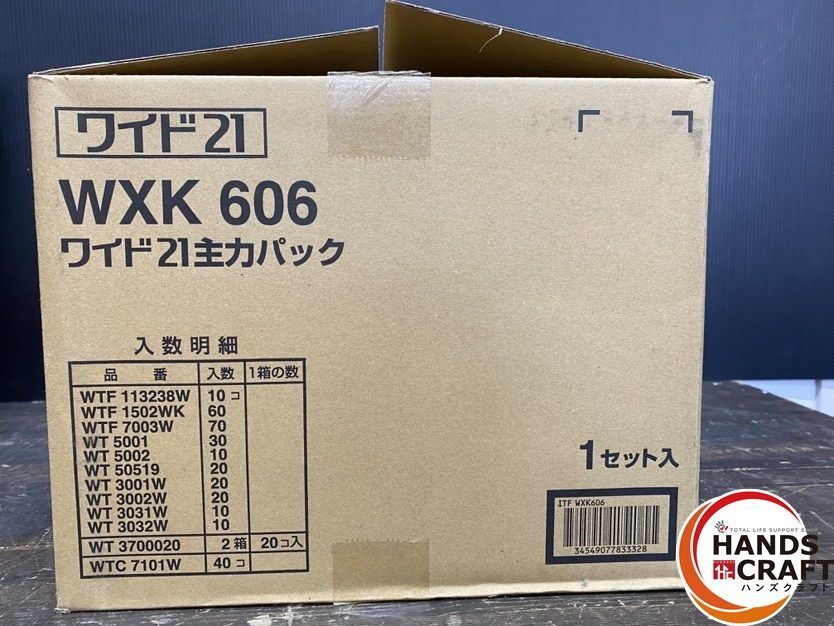 ワイド21
WXK 606
ワイド21主力パック
入数明細
品番 入数 1箱の数
WTF 113238W 10コ
WTF 1502WK 60
WTF 7003W 70
WT 5001 30
WT 5002 10
WT 50519 20
WT 3001W 20
WT 3002W 20
WT 3031W 10
WT 3032W 10
WT 3700020 2箱 20コ入
WTC 7101W 40コ
1セット入
ITF WXK606
34549077833328
TOTAL LIFE SUPPORT S
HANDS
CRAFT
ハンズクラフト